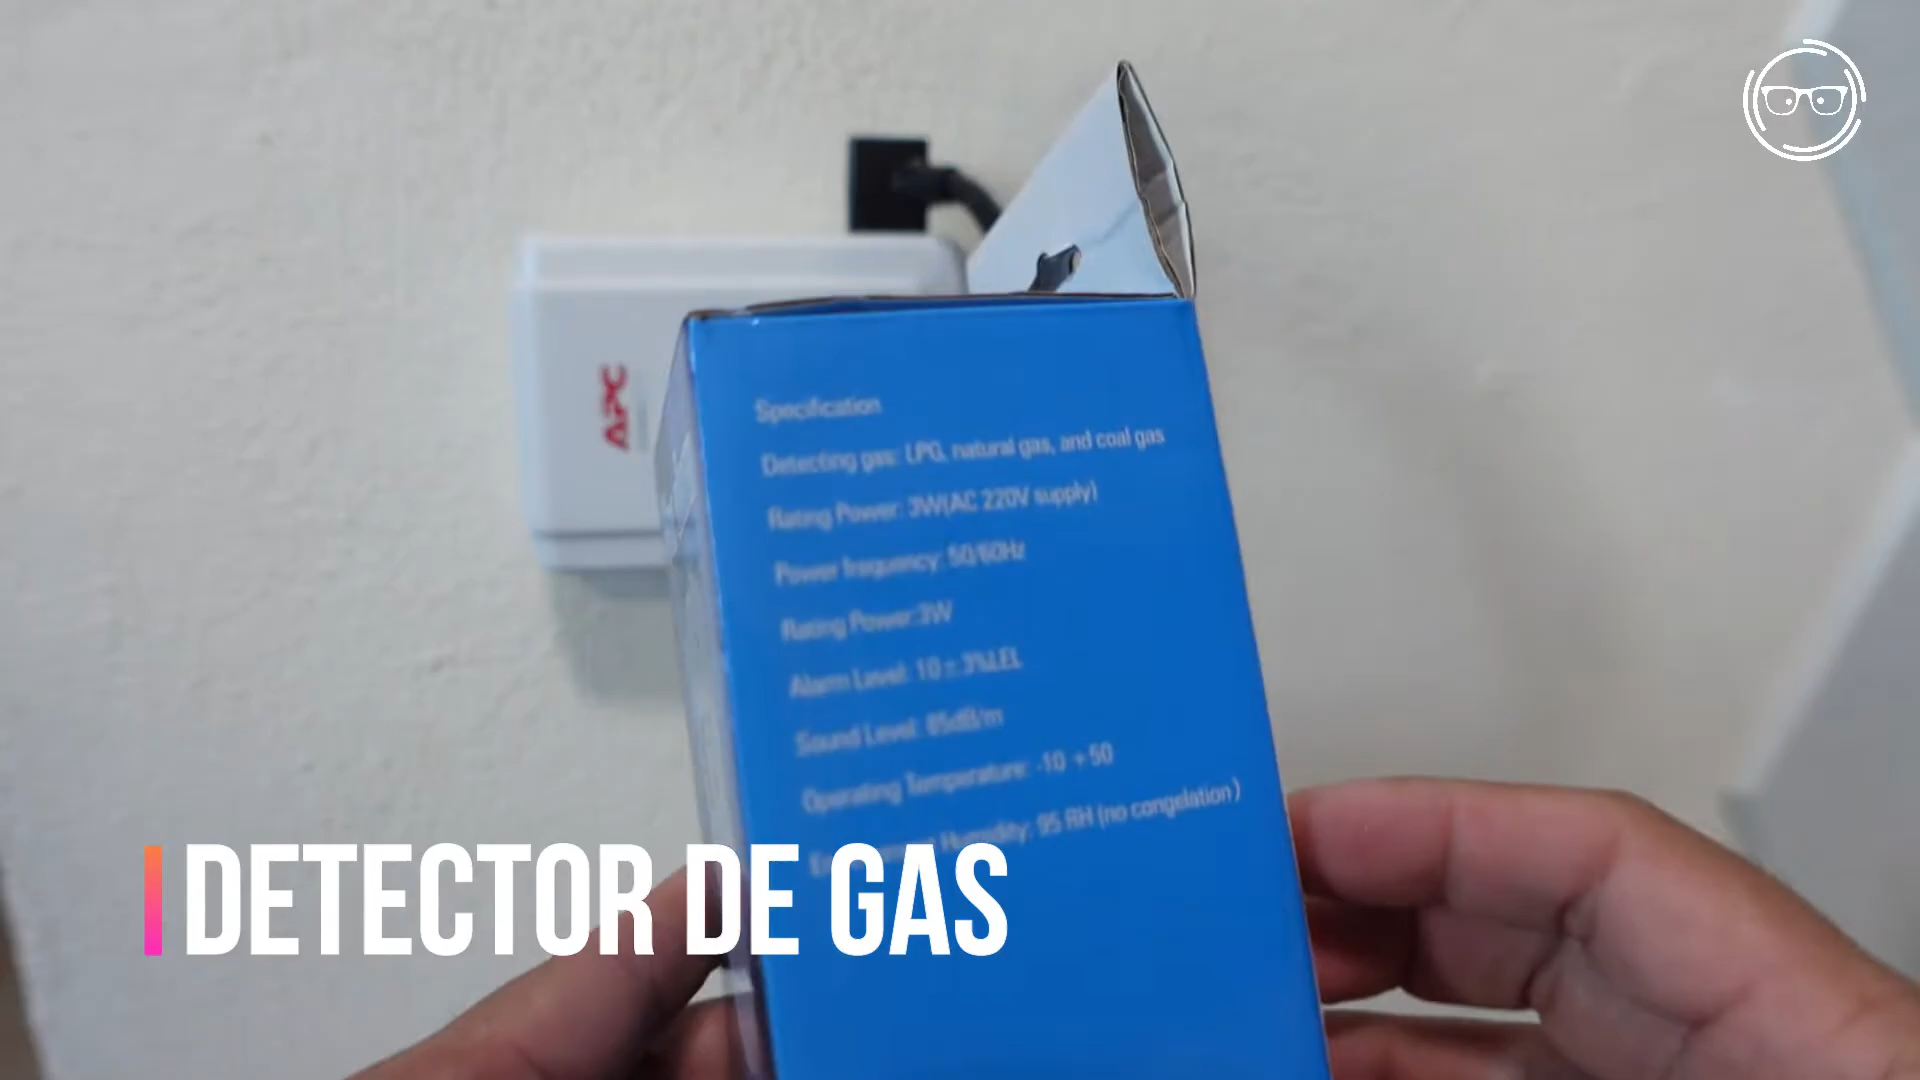 APC
Specification
Detecting gas: LPG, natural gas, and coal gas
Rating Power: 3W(AC 220V supply)
Power frequency: 50/60Hz
Rating Power:3W
Alarm Level: 10±3%LEL
Sound Level: 85dB/m
Operating Temperature: -10 +50
Humidity: 95 RH (no congelation)
DETECTOR DE GAS